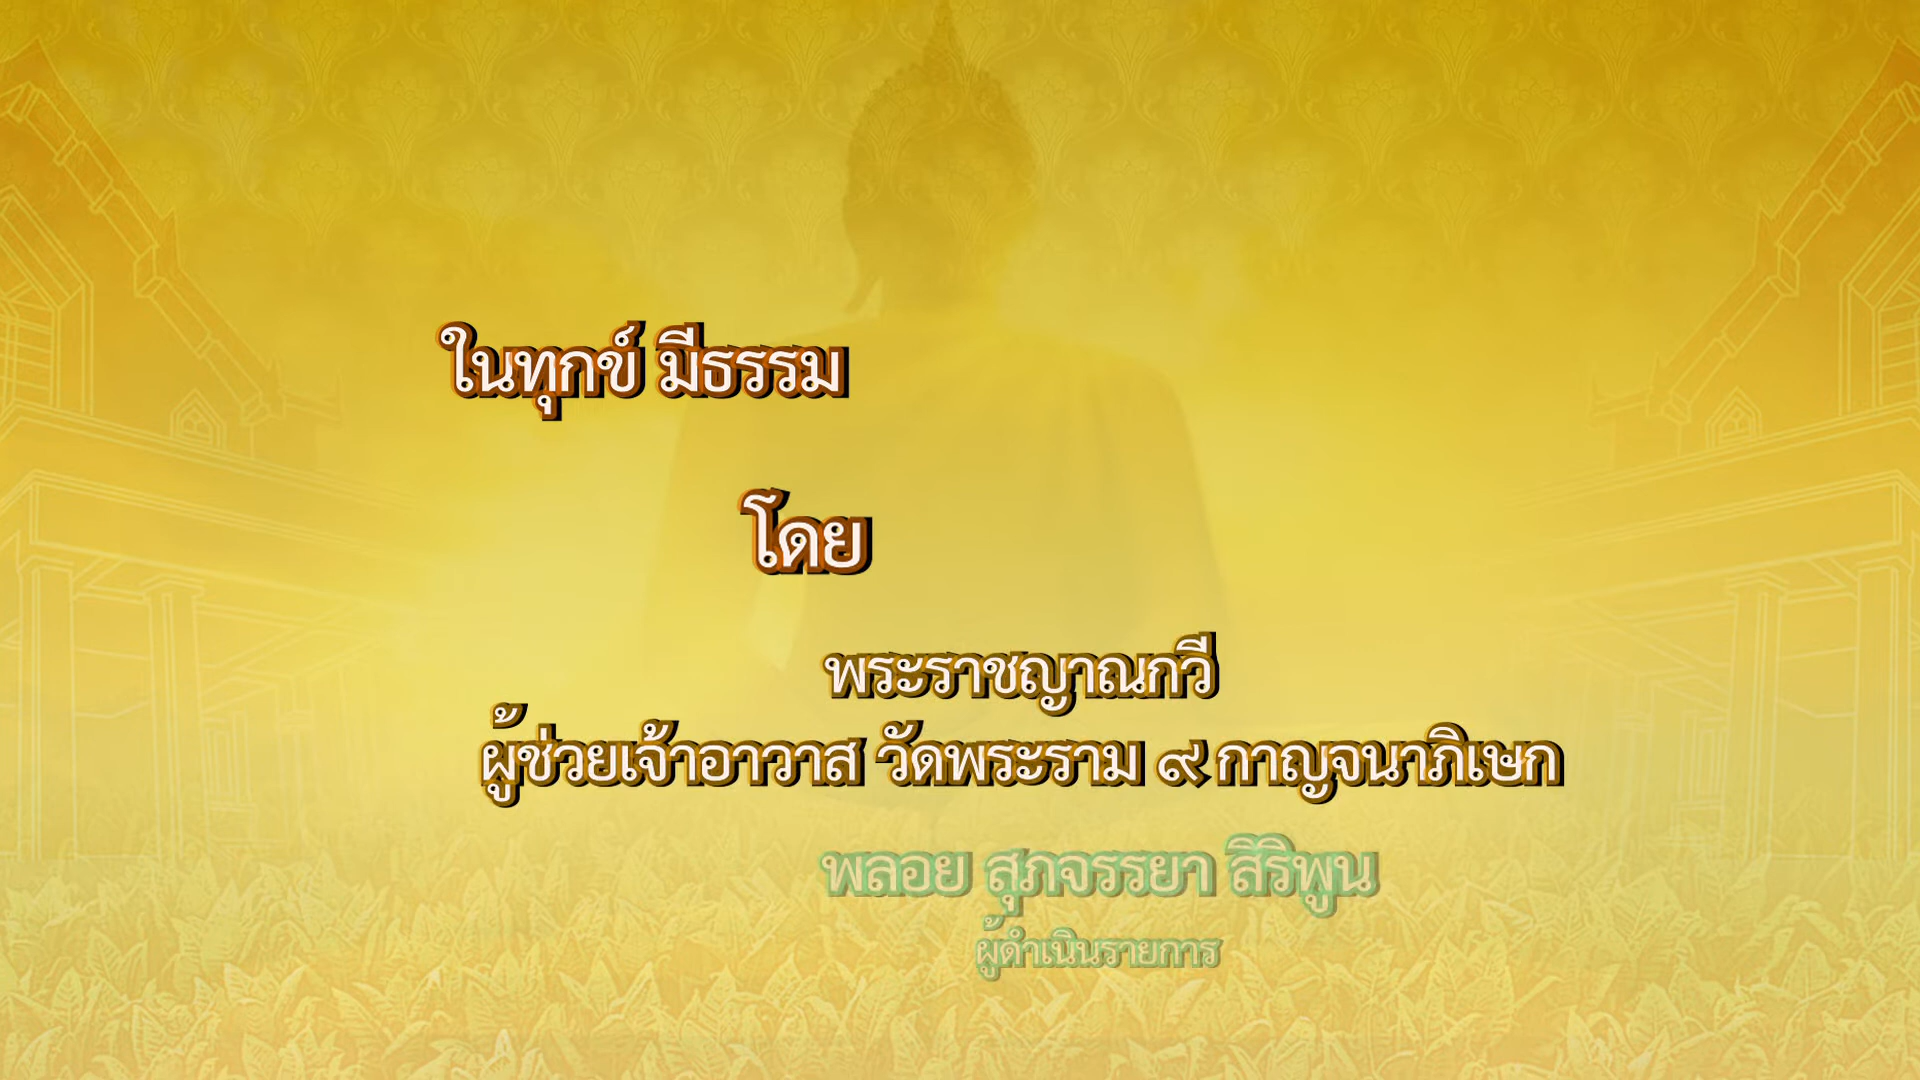 ในทุกข์ มีธรรม
โดย
พระราชญาณกวี
ผู้ช่วยเจ้าอาวาส วัดพระราม ๙ กาญจนาภิเษก
พลอย สุภจรรยา สิริพูน
ผู้ดำเนินรายการ